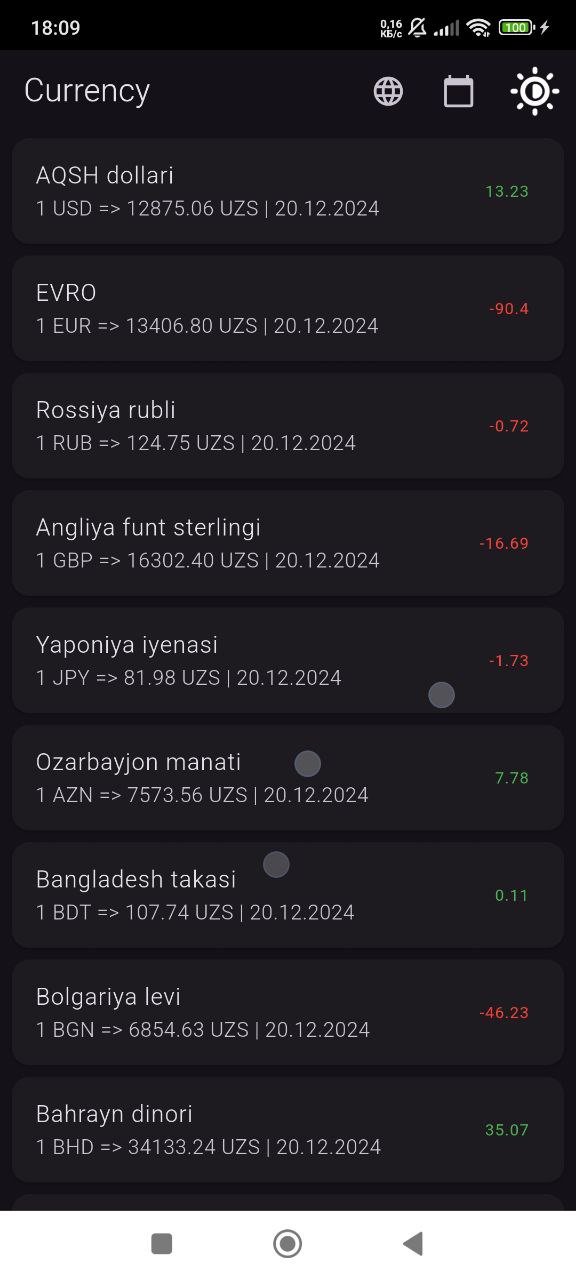 18:09
0,16
КБ/с
100
Currency
AQSH dollari
1 USD => 12875.06 UZS | 20.12.2024
13.23
EVRO
1 EUR => 13406.80 UZS | 20.12.2024
-90.4
Rossiya rubli
1 RUB => 124.75 UZS | 20.12.2024
-0.72
Angliya funt sterlingi
1 GBP => 16302.40 UZS | 20.12.2024
-16.69
Yaponiya iyenasi
1 JPY => 81.98 UZS | 20.12.2024
-1.73
Ozarbayjon manati
1 AZN => 7573.56 UZS | 20.12.2024
7.78
Bangladesh takasi
1 BDT => 107.74 UZS | 20.12.2024
0.11
Bolgariya levi
1 BGN => 6854.63 UZS | 20.12.2024
-46.23
Bahrayn dinori
1 BHD => 34133.24 UZS | 20.12.2024
35.07